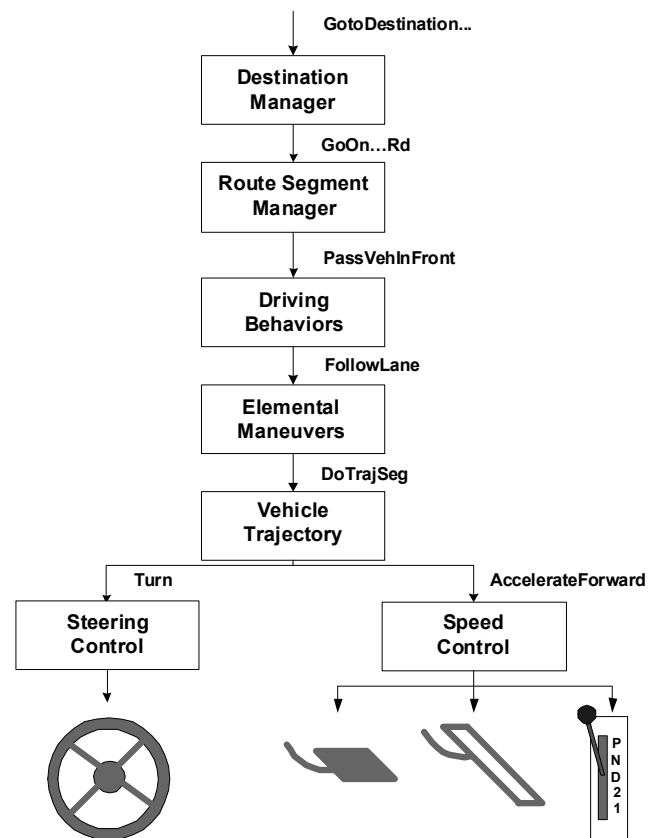 GotoDestination...
Destination
Manager
GoOn...Rd
Route Segment
Manager
PassVehInFront
Driving
Behaviors
FollowLane
Elemental
Maneuvers
DoTrajSeg
Vehicle
Trajectory
Turn
AccelerateForward
Steering
Control
Speed
Control
P
N
D
2
1